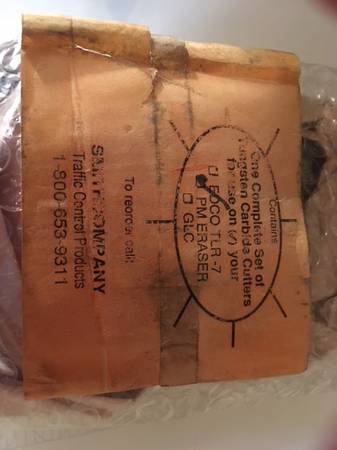 Contains
One Complete Set of
Tungsten Carbide Cutters
for use on (✓) your
EDCO TLR-7
PM ERASER
GLC
To reorder call:
COMPANY
Traffic Control Products
1-800-653-9311